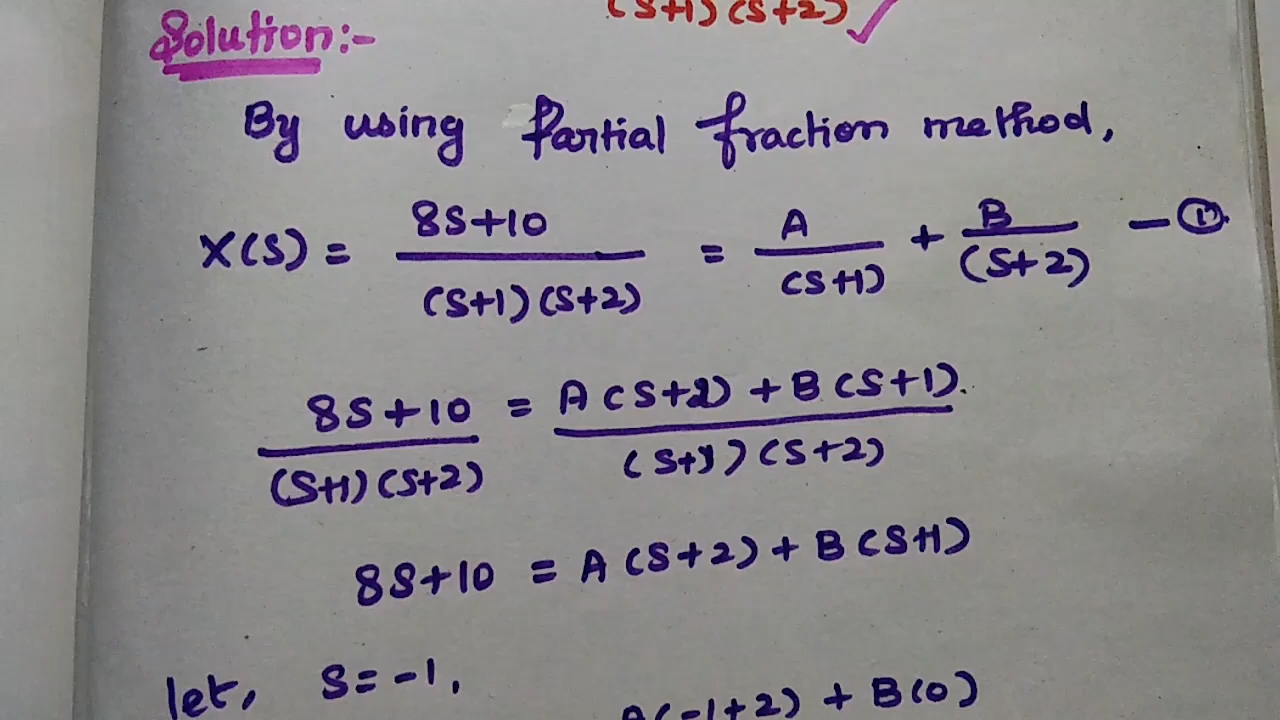 (S+1)(S+2) ✓
Solution:-
By using Partial fraction method,
X(S) = 8S+10 / (S+1)(S+2) = A / (S+1) + B / (S+2) — ①.
8S+10 / (S+1)(S+2) = A(S+2) + B(S+1). / (S+1)(S+2)
8S+10 = A(S+2) + B(S+1)
let, S=-1,
A(-1+2) + B(0)